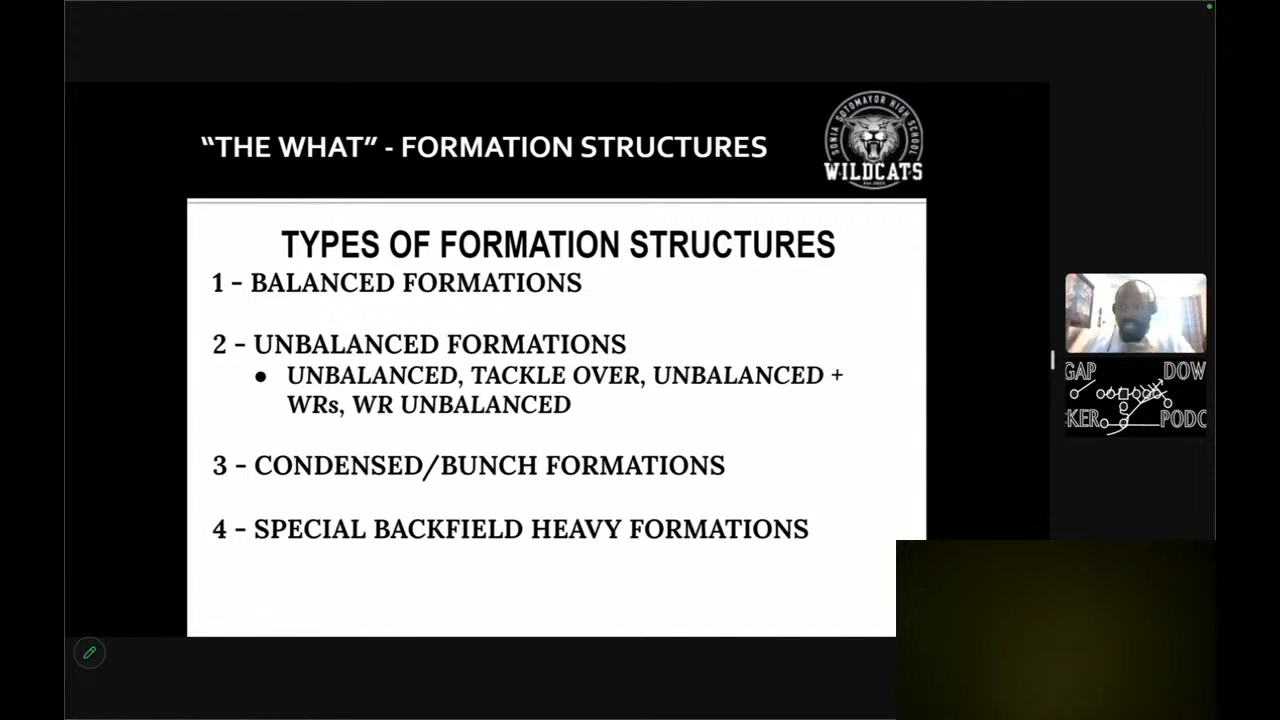 “THE WHAT” - FORMATION STRUCTURES
SONIA SOTOMAYOR HIGH SCHOOL
WILDCATS
TYPES OF FORMATION STRUCTURES
1 - BALANCED FORMATIONS
2 - UNBALANCED FORMATIONS
● UNBALANCED, TACKLE OVER, UNBALANCED +
WRs, WR UNBALANCED
3 - CONDENSED/BUNCH FORMATIONS
4 - SPECIAL BACKFIELD HEAVY FORMATIONS
GAP DOW
CKER PODC